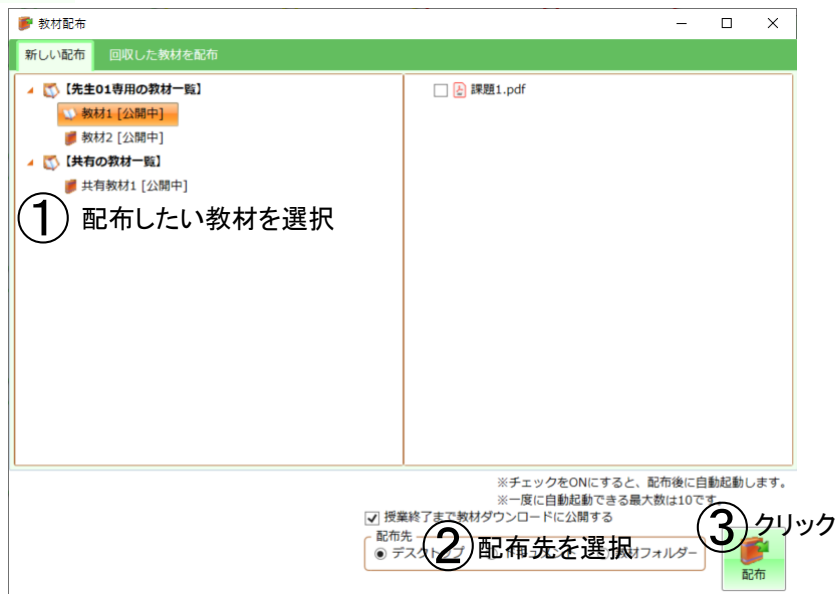 教材配布
新しい配布 回収した教材を配布
【先生01専用の教材一覧】
教材1 [公開中]
教材2 [公開中]
【共有の教材一覧】
共有教材1 [公開中]
① 配布したい教材を選択
課題1.pdf
※チェックをONにすると、配布後に自動起動します。
※一度に自動起動できる最大数は10です。
授業終了まで教材ダウンロードに公開する
配布先
デスクトップ
教材フォルダー
② 配布先を選択
③ クリック
配布